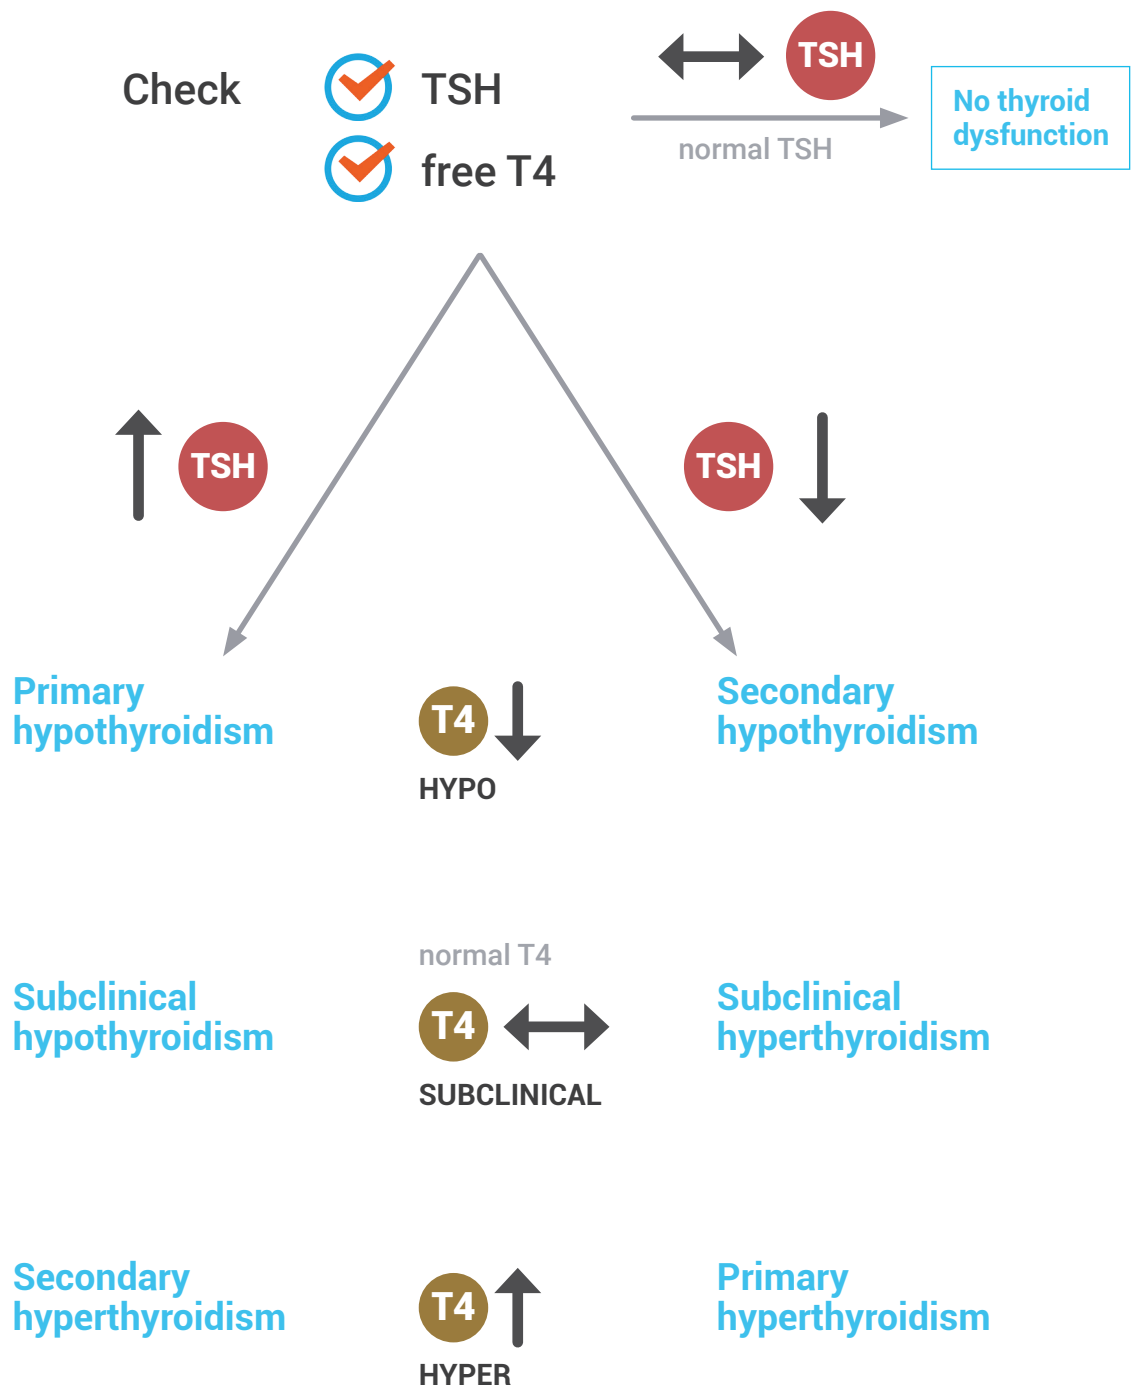 Check
TSH
free T4
TSH
normal TSH
No thyroid
dysfunction
TSH
TSH
Primary
hypothyroidism
T4
HYPO
Secondary
hypothyroidism
Subclinical
hypothyroidism
normal T4
T4
SUBCLINICAL
Subclinical
hyperthyroidism
Secondary
hyperthyroidism
T4
HYPER
Primary
hyperthyroidism